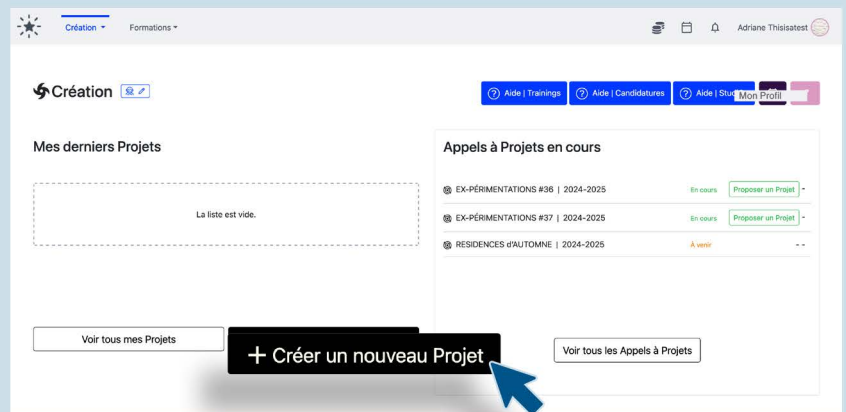 Création Formations Adriane Thisisatest
Création Aide | Trainings Aide | Candidatures Aide | Mon Profil
Mes derniers Projets
La liste est vide.
Voir tous mes Projets
+ Créer un nouveau Projet
Appels à Projets en cours
EX-PÉRIMENTATIONS #36 | 2024-2025 En cours Proposer un Projet -
EX-PÉRIMENTATIONS #37 | 2024-2025 En cours Proposer un Projet -
RESIDENCES d'AUTOMNE | 2024-2025 À venir - -
Voir tous les Appels à Projets